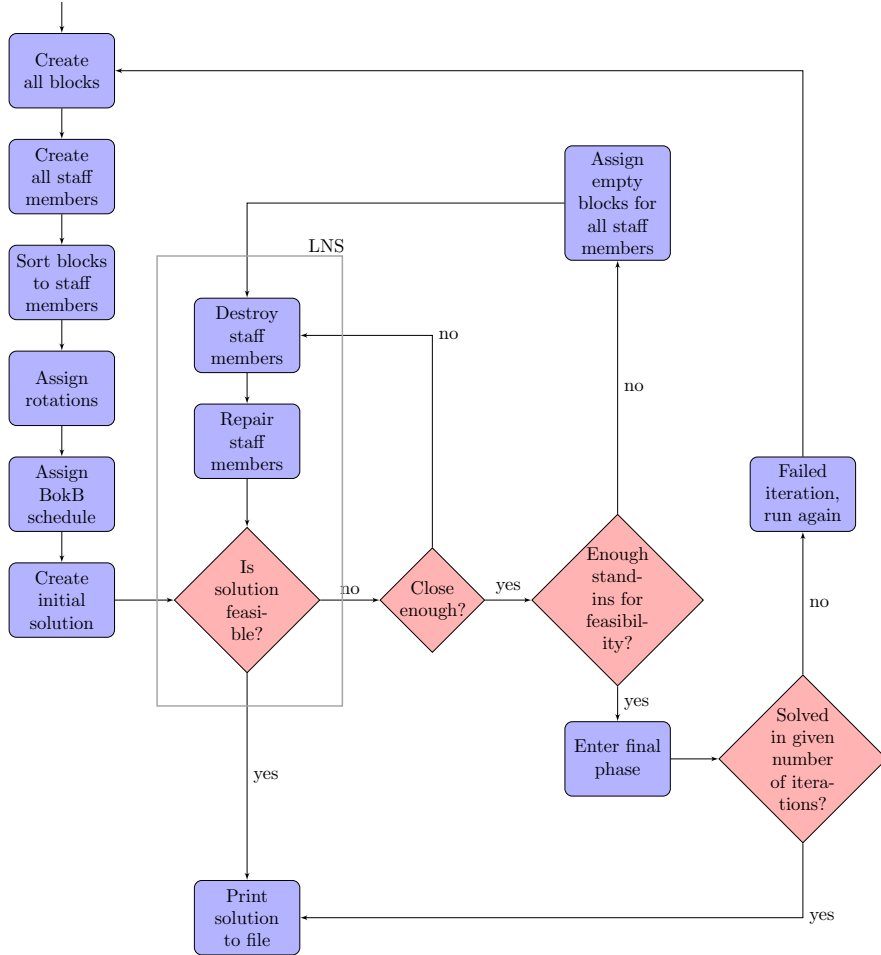 Create
all blocks
Create
all staff
members
Sort blocks
to staff
members
Assign
rotations
Assign
BokB
schedule
Create
initial
solution
LNS
Destroy
staff
members
Repair
staff
members
Is
solution
feasi-
ble?
no
yes
Close
enough?
no
yes
Assign
empty
blocks for
all staff
members
no
Enough
stand-
ins for
feasibil-
ity?
yes
Enter final
phase
Failed
iteration,
run again
no
Solved
in given
number
of itera-
tions?
yes
Print
solution
to file